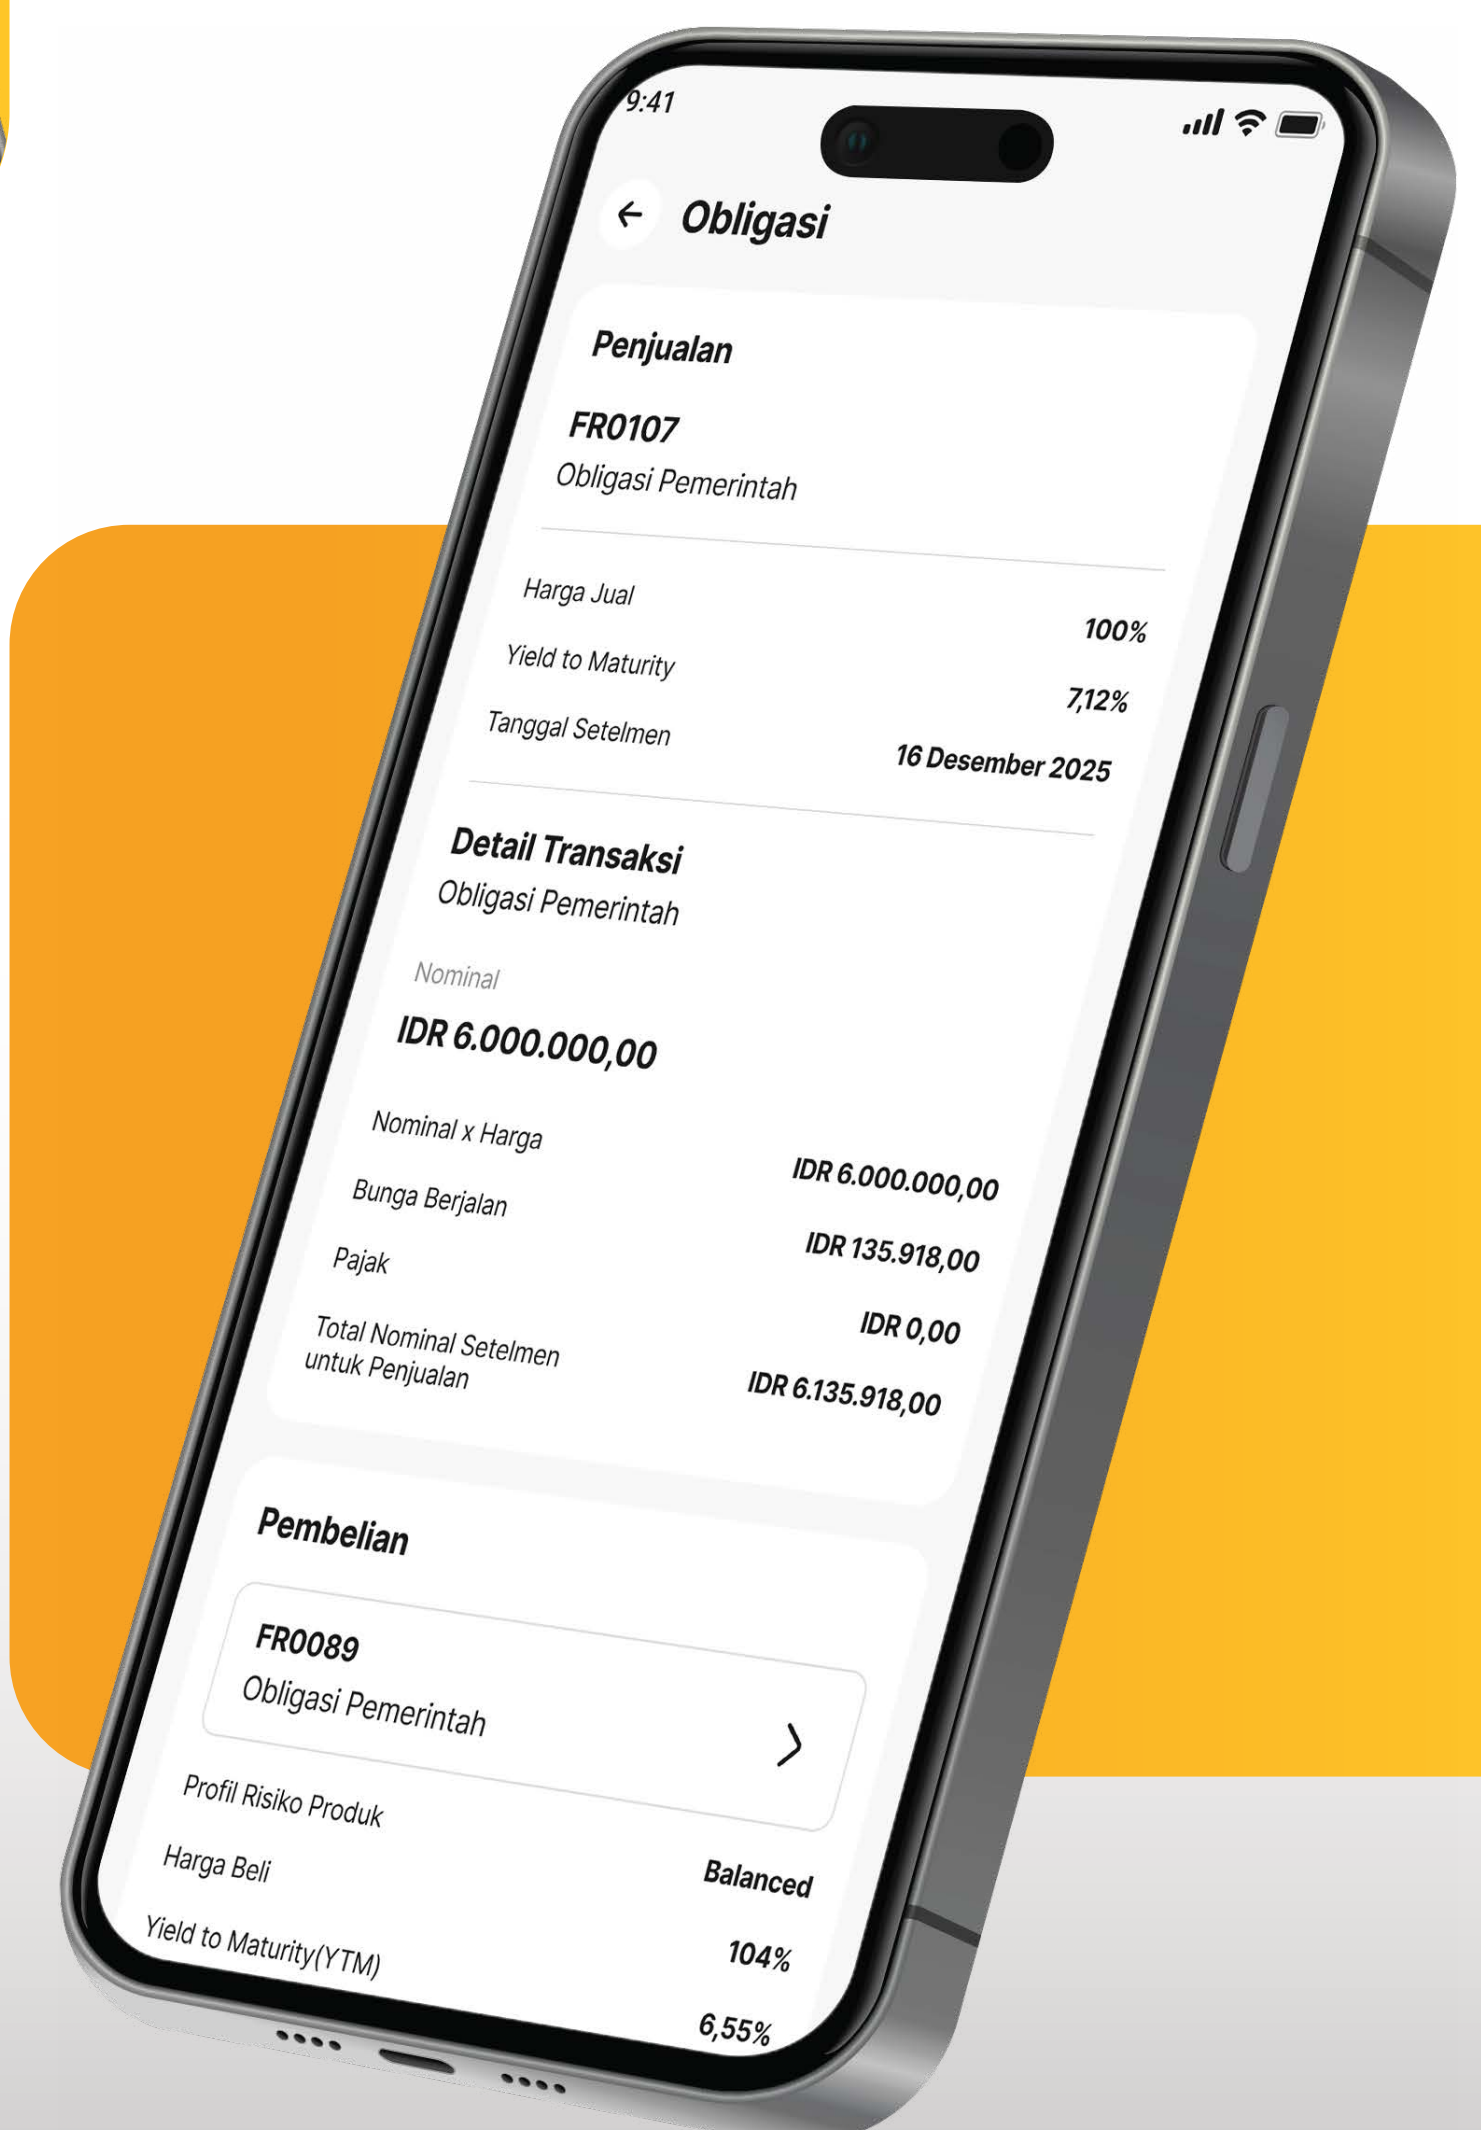 9:41
Obligasi
Penjualan
FR0107
Obligasi Pemerintah
Harga Jual 100%
Yield to Maturity 7,12%
Tanggal Setelmen 16 Desember 2025
Detail Transaksi
Obligasi Pemerintah
Nominal
IDR 6.000.000,00
Nominal x Harga IDR 6.000.000,00
Bunga Berjalan IDR 135.918,00
Pajak IDR 0,00
Total Nominal Setelmen
untuk Penjualan IDR 6.135.918,00
Pembelian
FR0089
Obligasi Pemerintah
Profil Risiko Produk Balanced
Harga Beli 104%
Yield to Maturity(YTM) 6,55%